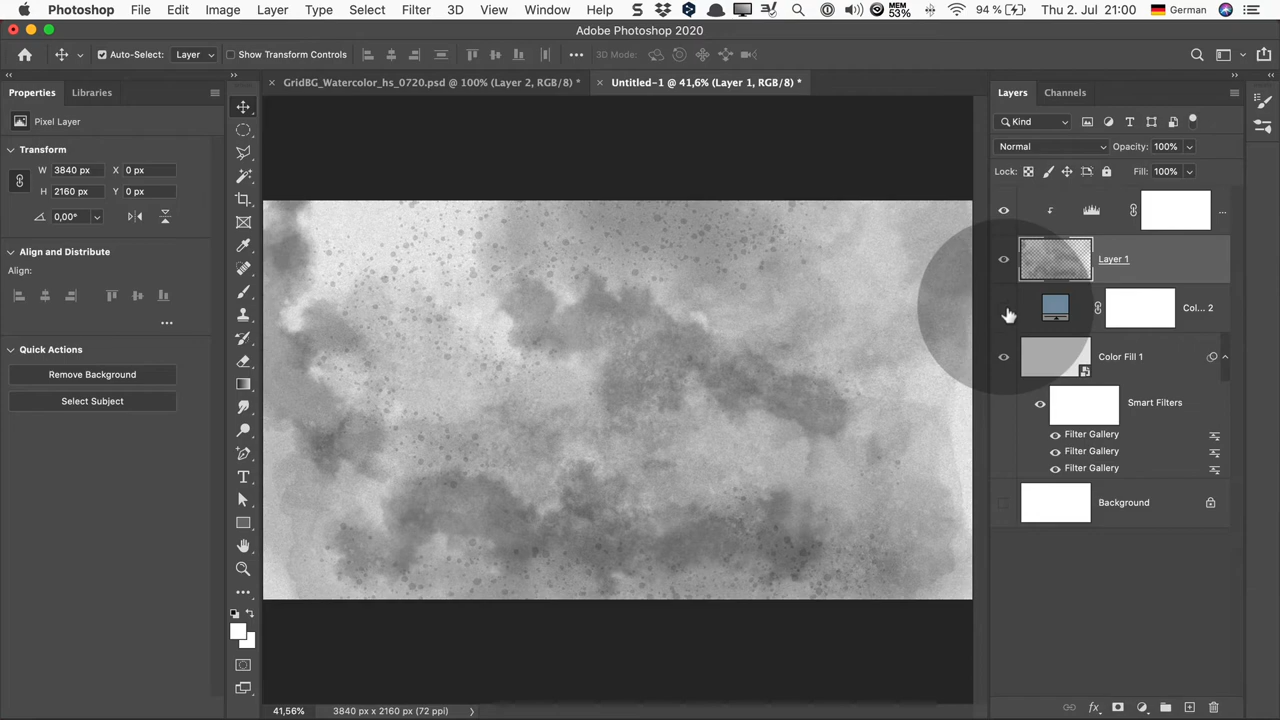 Photoshop File Edit Image Layer Type Select Filter 3D View Window Help MEM 53% 94 % Thu 2. Jul 21:00 German
Adobe Photoshop 2020
Auto-Select: Layer Show Transform Controls 3D Mode:
Properties Libraries
GridBG_Watercolor_hs_0720.psd @ 100% (Layer 2, RGB/8) *
Untitled-1 @ 41,6% (Layer 1, RGB/8) *
Pixel Layer
Transform
W 3840 px X 0 px
H 2160 px Y 0 px
0,00°
Align and Distribute
Align:
Quick Actions
Remove Background
Select Subject
41,56% 3840 px x 2160 px (72 ppi)
Layers Channels
Kind
Normal Opacity: 100%
Lock: Fill: 100%
Layer 1
Col... 2
Color Fill 1
Smart Filters
Filter Gallery
Filter Gallery
Filter Gallery
Background